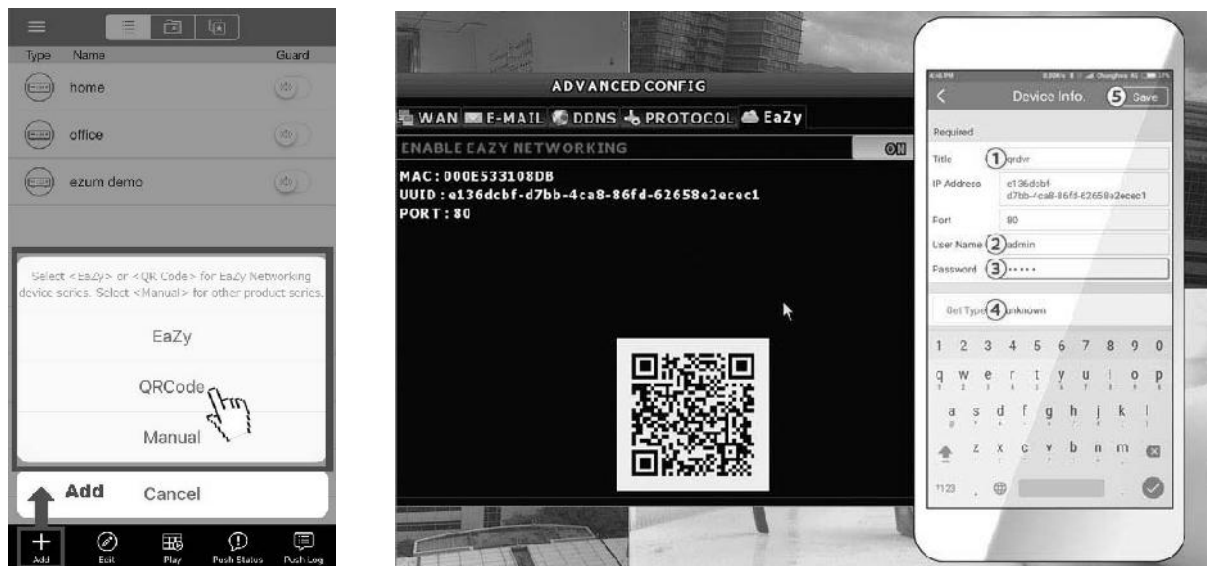 Type Name Guard
home
office
ezum demo
Select <EaZy> or <QR Code> for EaZy Networking
device series. Select <Manual> for other product series.
EaZy
QRCode
Manual
Add
Cancel
Add Edit Play Push Status Push Log
ADVANCED CONFIG
WAN E-MAIL DDNS PROTOCOL EaZy
ENABLE EAZY NETWORKING ON
MAC:000E533108DB
UUID:e136dcbf-d7bb-4ca8-86fd-62658e2ecec1
PORT:80
Device Info. 5 Save
Required
Title 1 qrdvr
IP Address e136dcbf-
d7bb-4ca8-86fd-62658e2ecec1
Port 80
User Name 2 admin
Password 3 •••••
Get Type 4 unknown
1 2 3 4 5 6 7 8 9 0
q w e r t y u i o p
a s d f g h j k l
z x c v b n m
?123 , .